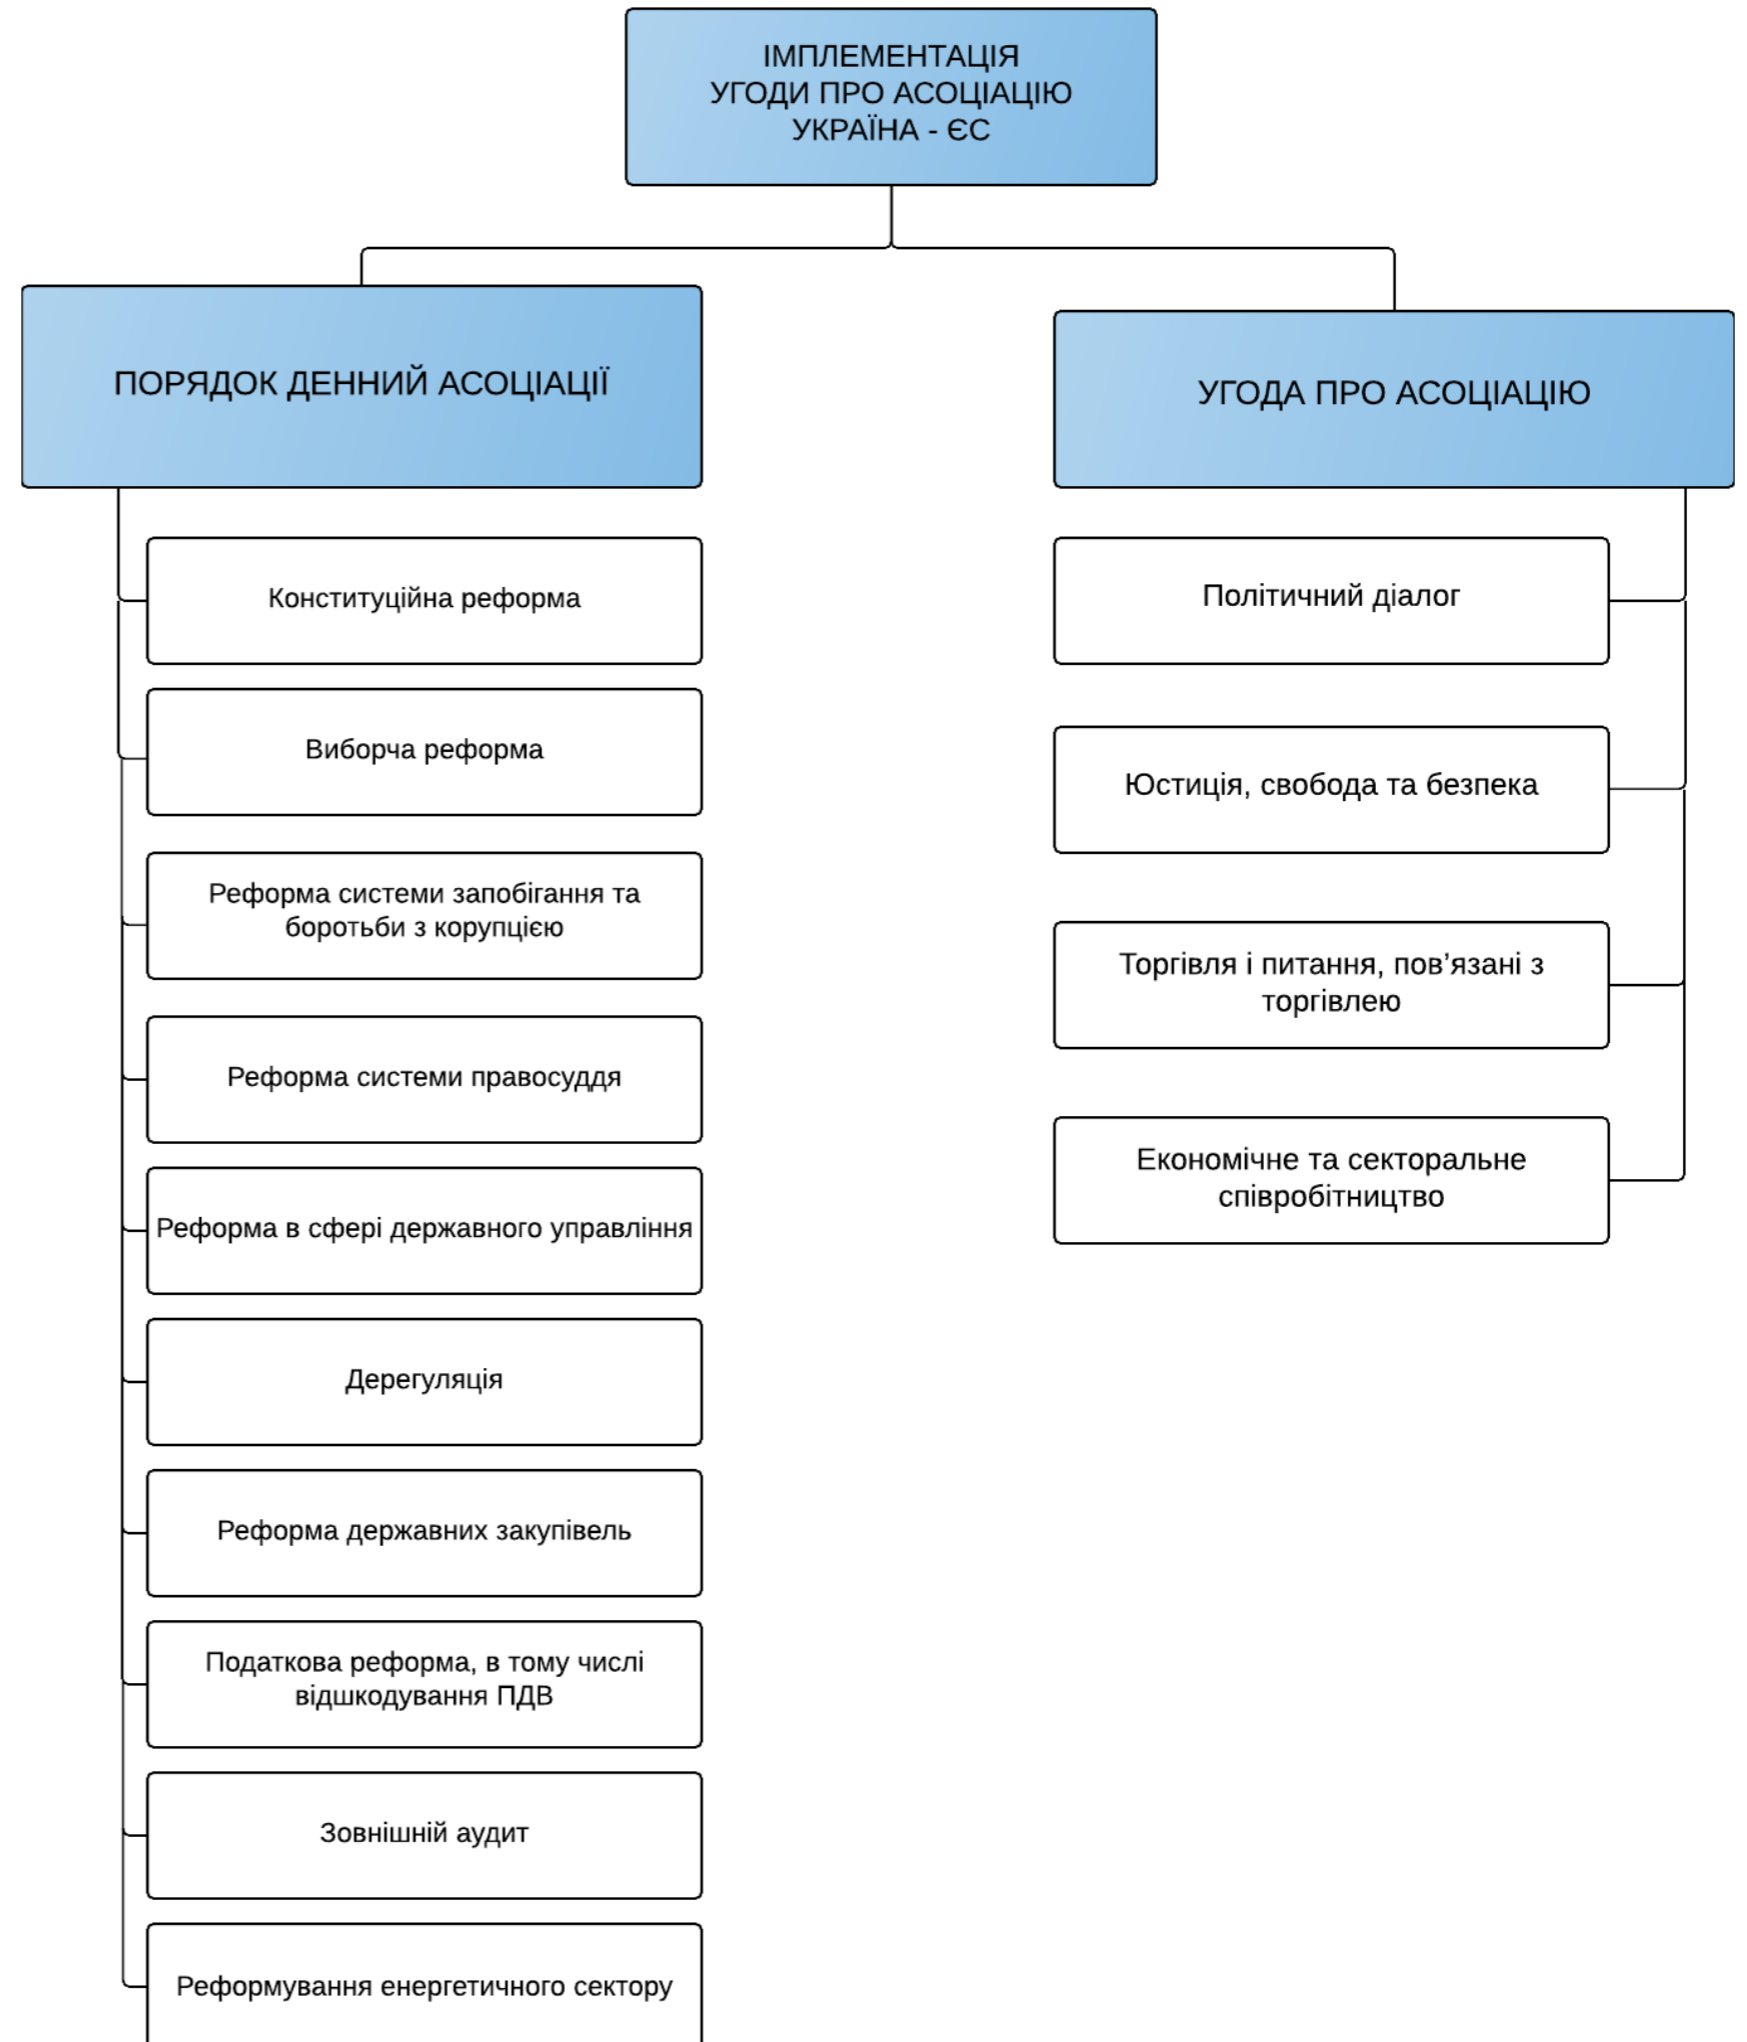 ІМПЛЕМЕНТАЦІЯ
УГОДИ ПРО АСОЦІАЦІЮ
УКРАЇНА - ЄС
ПОРЯДОК ДЕННИЙ АСОЦІАЦІЇ
Конституційна реформа
Виборча реформа
Реформа системи запобігання та
боротьби з корупцією
Реформа системи правосуддя
Реформа в сфері державного управління
Дерегуляція
Реформа державних закупівель
Податкова реформа, в тому числі
відшкодування ПДВ
Зовнішній аудит
Реформування енергетичного сектору
УГОДА ПРО АСОЦІАЦІЮ
Політичний діалог
Юстиція, свобода та безпека
Торгівля і питання, пов’язані з
торгівлею
Економічне та секторальне
співробітництво